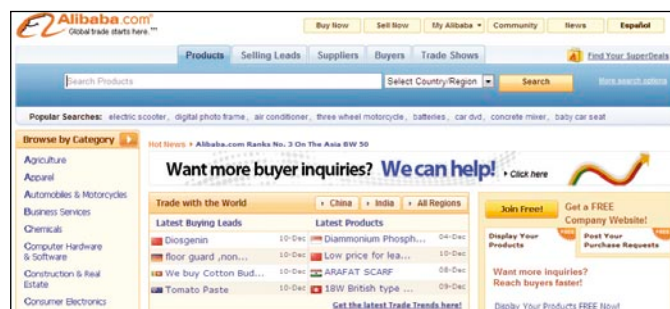 Alibaba.com®
Global trade starts here.™
Buy Now
Sell Now
My Alibaba
Community
News
Español
Products
Selling Leads
Suppliers
Buyers
Trade Shows
Find Your SuperDeals
Search Products
Select Country/Region
Search
More search options
Popular Searches: electric scooter, digital photo frame, air conditioner, three wheel motorcycle, batteries, car dvd, concrete mixer, baby car seat
Browse by Category
Agriculture
Apparel
Automobiles & Motorcycles
Business Services
Chemicals
Computer Hardware
& Software
Construction & Real
Estate
Consumer Electronics
Hot News › Alibaba.com Ranks No. 3 On The Asia BW 50
Want more buyer inquiries? We can help! Click here
Trade with the World
China
India
All Regions
Latest Buying Leads
Diosgenin 10-Dec
floor guard ,non... 10-Dec
We buy Cotton Bud... 10-Dec
Tomato Paste 10-Dec
Latest Products
Diammonium Phosph... 04-Dec
Low price for lea... 10-Dec
ARAFAT SCARF 08-Dec
18W British type ... 09-Dec
Get the latest Trade Trends here!
Join Free!
Get a FREE
Company Website!
Display Your
Products
FREE
Post Your
Purchase Requests
FREE
Want more inquiries?
Reach buyers faster!
Display Your Products FREE Now!